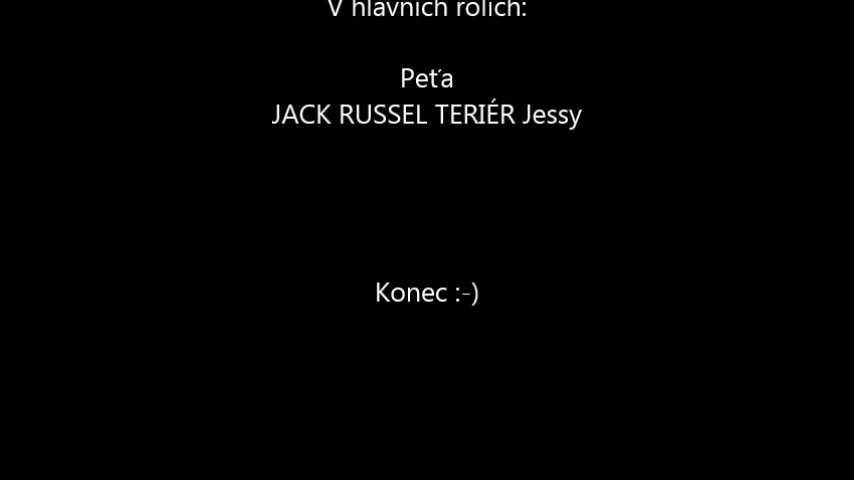 V hlavních rolích:
Peťa
JACK RUSSEL TERIÉR Jessy
Konec :-)